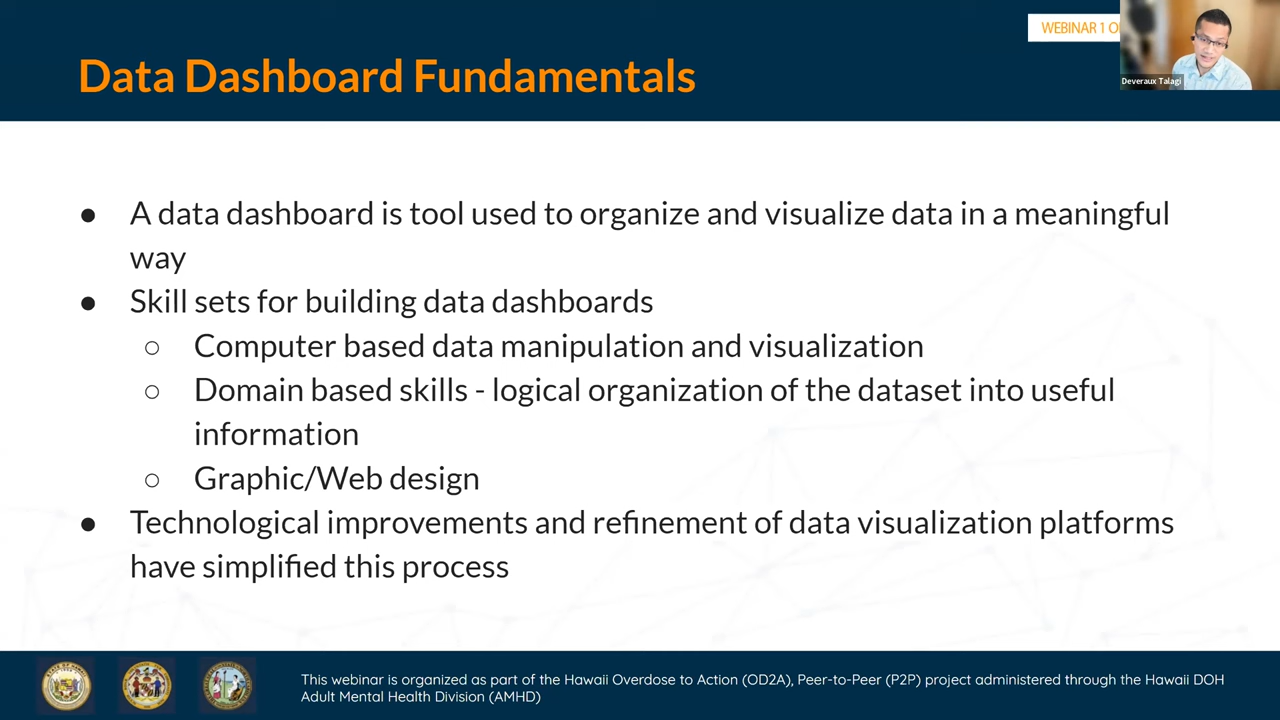 WEBINAR 1 O
Deveraux Talagi
Data Dashboard Fundamentals
● A data dashboard is tool used to organize and visualize data in a meaningful
way
● Skill sets for building data dashboards
○ Computer based data manipulation and visualization
○ Domain based skills - logical organization of the dataset into useful
information
○ Graphic/Web design
● Technological improvements and refinement of data visualization platforms
have simplified this process
This webinar is organized as part of the Hawaii Overdose to Action (OD2A), Peer-to-Peer (P2P) project administered through the Hawaii DOH
Adult Mental Health Division (AMHD)